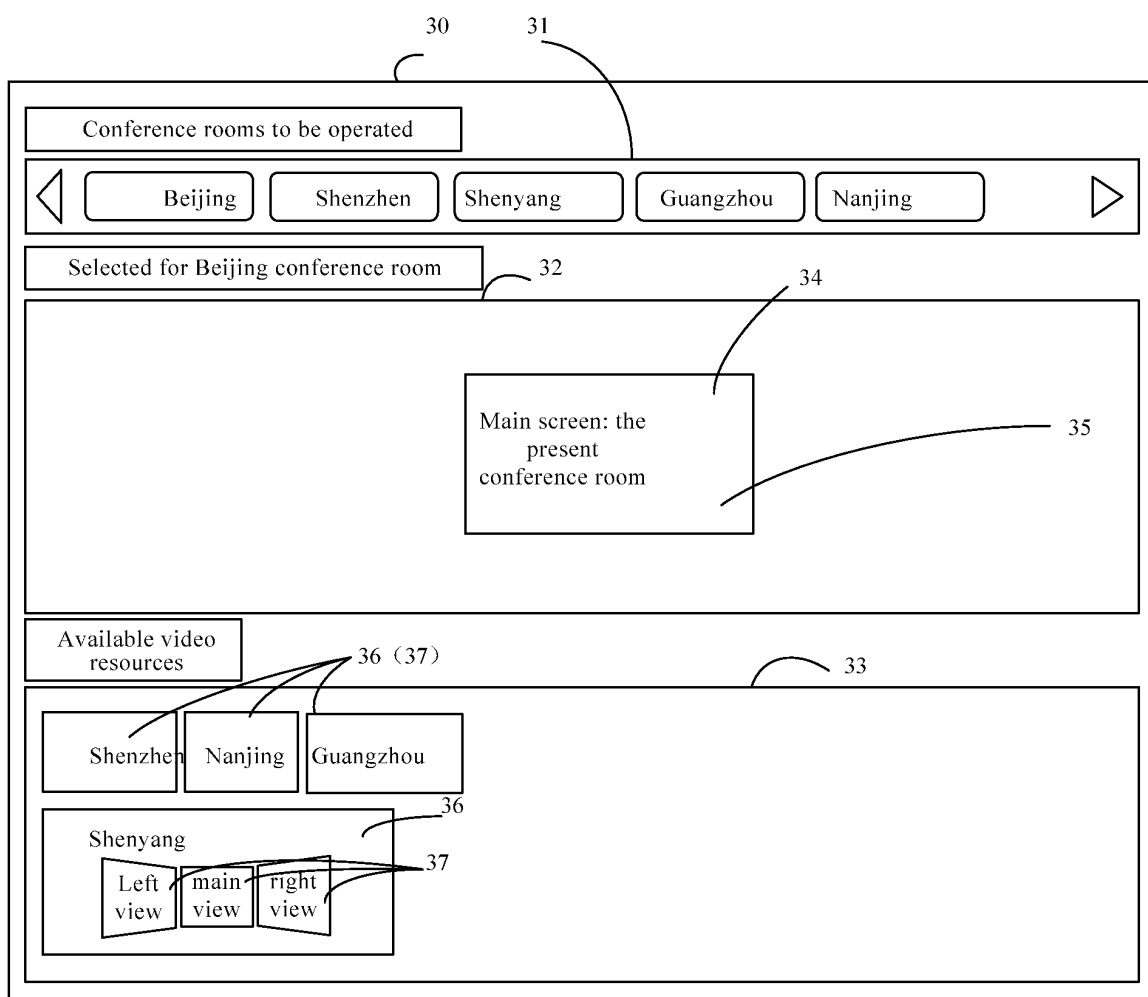 30
31
Conference rooms to be operated
Beijing
Shenzhen
Shenyang
Guangzhou
Nanjing
Selected for Beijing conference room
32
34
Main screen: the
present
conference room
35
Available video
resources
36（37）
33
Shenzhen
Nanjing
Guangzhou
36
Shenyang
37
Left
view
main
view
right
view